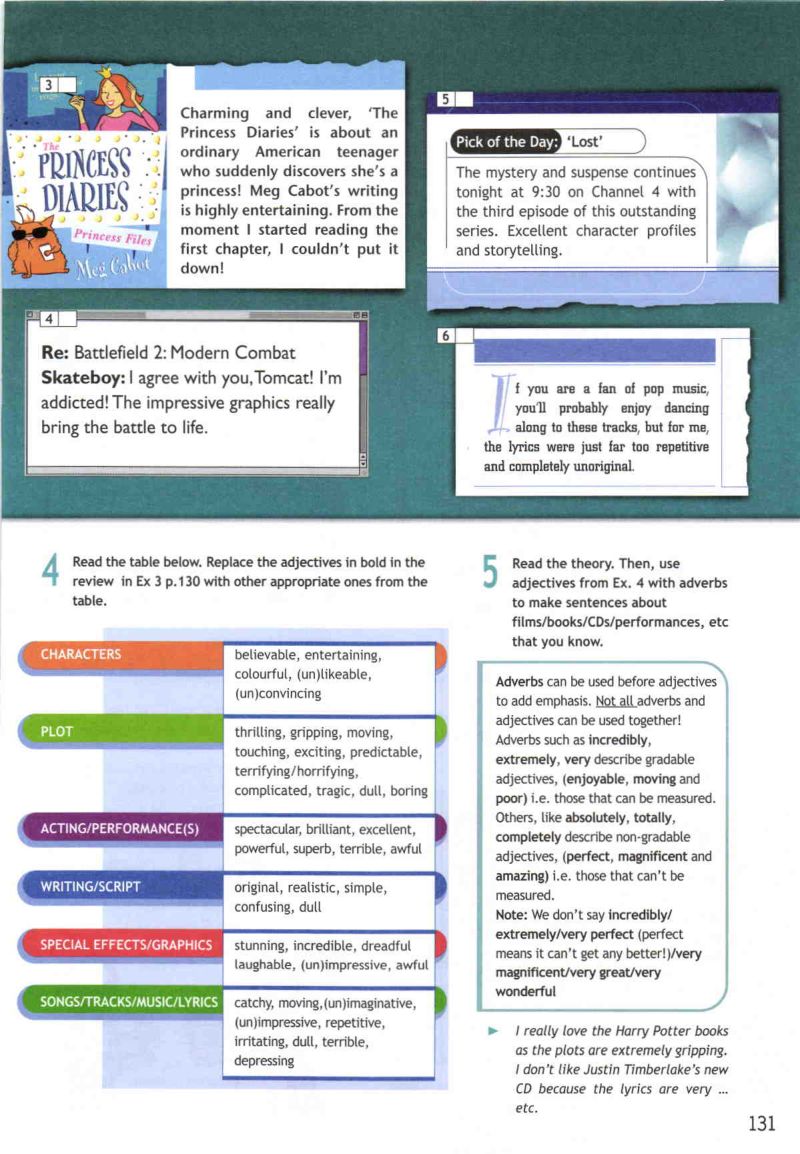 3
The
PRINCESS
DIARIES
Princess Files
Meg Cabot
Charming and clever, 'The
Princess Diaries' is about an
ordinary American teenager
who suddenly discovers she's a
princess! Meg Cabot's writing
is highly entertaining. From the
moment I started reading the
first chapter, I couldn't put it
down!
4
Re: Battlefield 2: Modern Combat
Skateboy: I agree with you,Tomcat! I'm
addicted! The impressive graphics really
bring the battle to life.
5
Pick of the Day: 'Lost'
The mystery and suspense continues
tonight at 9:30 on Channel 4 with
the third episode of this outstanding
series. Excellent character profiles
and storytelling.
6
If you are a fan of pop music,
you'll probably enjoy dancing
along to these tracks, but for me,
the lyrics were just far too repetitive
and completely unoriginal.
4 Read the table below. Replace the adjectives in bold in the
review in Ex 3 p.130 with other appropriate ones from the
table.
CHARACTERS
believable, entertaining,
colourful, (un)likeable,
(un)convincing
PLOT
thrilling, gripping, moving,
touching, exciting, predictable,
terrifying/horrifying,
complicated, tragic, dull, boring
ACTING/PERFORMANCE(S)
spectacular, brilliant, excellent,
powerful, superb, terrible, awful
WRITING/SCRIPT
original, realistic, simple,
confusing, dull
SPECIAL EFFECTS/GRAPHICS
stunning, incredible, dreadful
laughable, (un)impressive, awful
SONGS/TRACKS/MUSIC/LYRICS
catchy, moving,(un)imaginative,
(un)impressive, repetitive,
irritating, dull, terrible,
depressing
5 Read the theory. Then, use
adjectives from Ex. 4 with adverbs
to make sentences about
films/books/CDs/performances, etc
that you know.
Adverbs can be used before adjectives
to add emphasis. Not all adverbs and
adjectives can be used together!
Adverbs such as incredibly,
extremely, very describe gradable
adjectives, (enjoyable, moving and
poor) i.e. those that can be measured.
Others, like absolutely, totally,
completely describe non-gradable
adjectives, (perfect, magnificent and
amazing) i.e. those that can't be
measured.
Note: We don't say incredibly/
extremely/very perfect (perfect
means it can't get any better!)/very
magnificent/very great/very
wonderful
I really love the Harry Potter books
as the plots are extremely gripping.
I don't like Justin Timberlake's new
CD because the lyrics are very ...
etc.
131